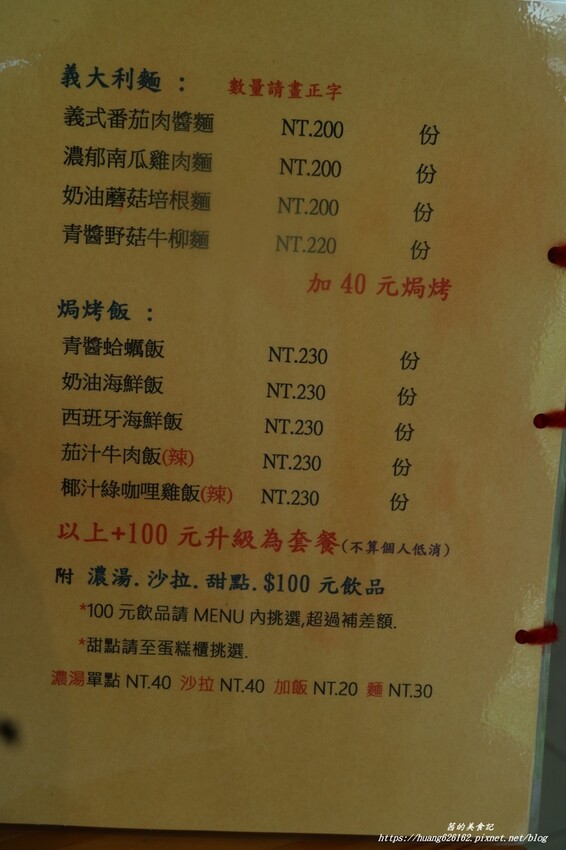 義大利麵： 數量請畫正字
義式番茄肉醬麵 NT.200 份
濃郁南瓜雞肉麵 NT.200 份
奶油蘑菇培根麵 NT.200 份
青醬野菇牛柳麵 NT.220 份
加 40 元焗烤
焗烤飯：
青醬蛤蠣飯 NT.230 份
奶油海鮮飯 NT.230 份
西班牙海鮮飯 NT.230 份
茄汁牛肉飯(辣) NT.230 份
椰汁綠咖哩雞飯(辣) NT.230 份
以上+100 元升級為套餐(不算個人低消)
附 濃湯.沙拉.甜點.$100 元飲品
*100 元飲品請 MENU 內挑選,超過補差額.
*甜點請至蛋糕櫃挑選.
濃湯單點 NT.40 沙拉 NT.40 加飯 NT.20 麵 NT.30
莒的美食記
https://huang626162.pixnet.net/blog